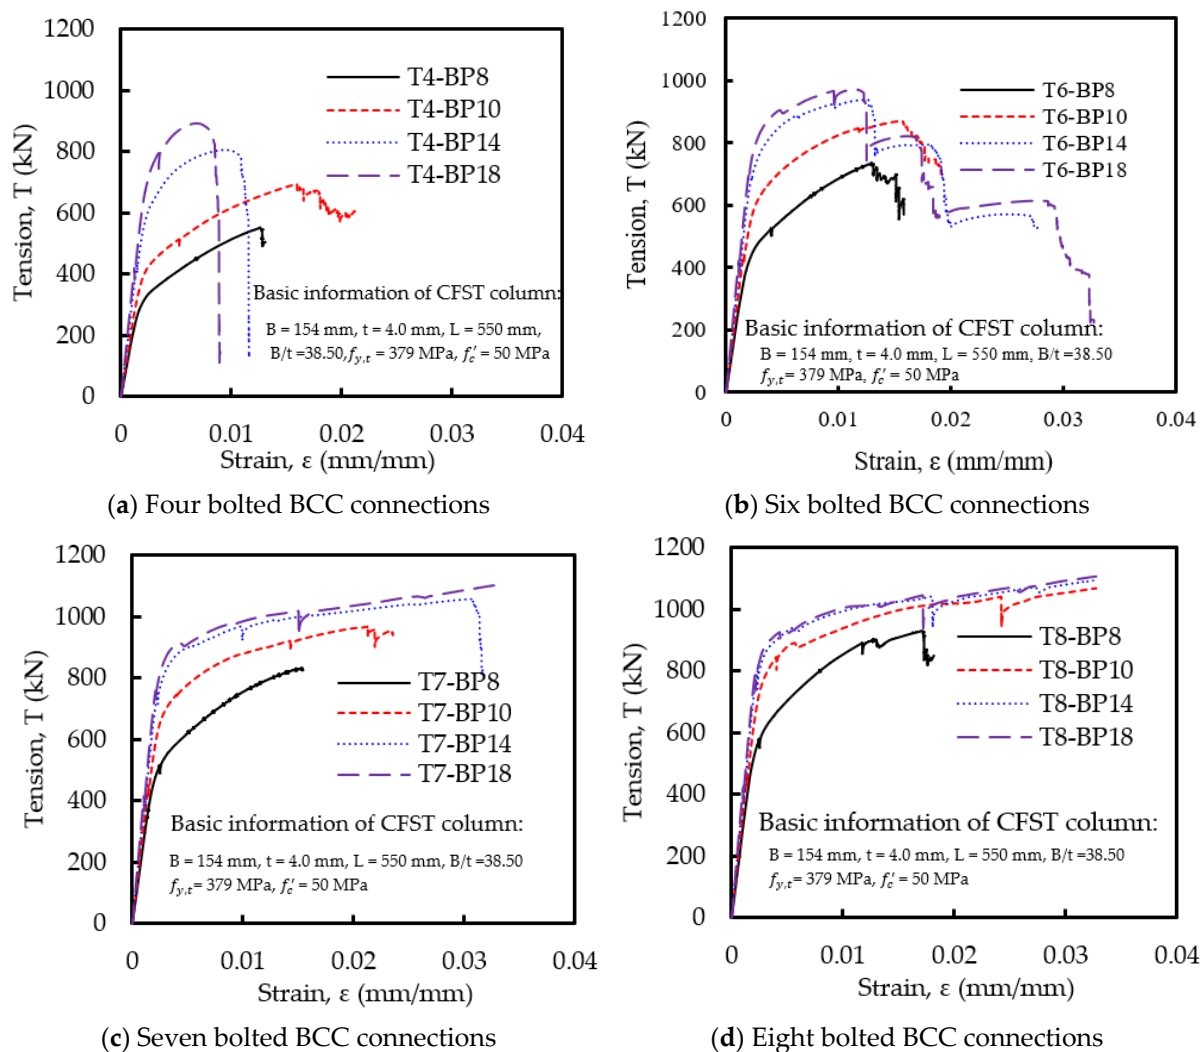 1200
1000
800
600
400
200
0
Tension, T (kN)
T4-BP8
T4-BP10
T4-BP14
T4-BP18
Basic information of CFST column:
B = 154 mm, t = 4.0 mm, L = 550 mm,
B/t =38.50, f_y,t = 379 MPa, f_c′ = 50 MPa
0 0.01 0.02 0.03 0.04
Strain, ε (mm/mm)
(a) Four bolted BCC connections
1200
1000
800
600
400
200
0
Tension, T (kN)
T6-BP8
T6-BP10
T6-BP14
T6-BP18
Basic information of CFST column:
B = 154 mm, t = 4.0 mm, L = 550 mm, B/t=38.50
f_y,t = 379 MPa, f_c′ = 50 MPa
0 0.01 0.02 0.03 0.04
Strain, ε (mm/mm)
(b) Six bolted BCC connections
1200
1000
800
600
400
200
0
Tension, T (kN)
T7-BP8
T7-BP10
T7-BP14
T7-BP18
Basic information of CFST column:
B = 154 mm, t = 4.0 mm, L = 550 mm, B/t =38.50
f_y,t = 379 MPa, f_c′ = 50 MPa
0 0.01 0.02 0.03 0.04
Strain, ε (mm/mm)
(c) Seven bolted BCC connections
1200
1000
800
600
400
200
0
Tension, T (kN)
T8-BP8
T8-BP10
T8-BP14
T8-BP18
Basic information of CFST column:
B = 154 mm, t = 4.0 mm, L = 550 mm, B/t =38.50
f_y,t = 379 MPa, f_c′ = 50 MPa
0 0.01 0.02 0.03 0.04
Strain, ε (mm/mm)
(d) Eight bolted BCC connections